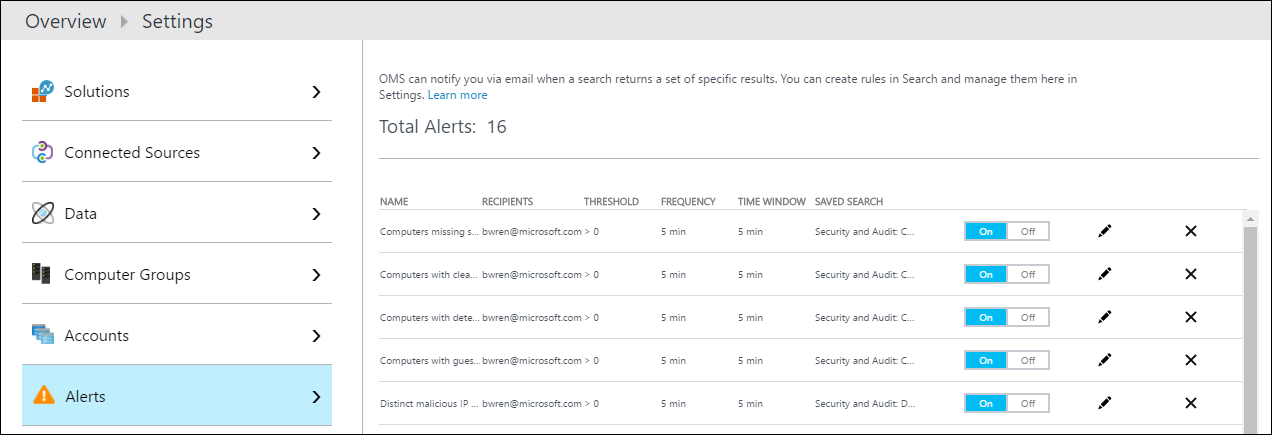 Overview Settings
Solutions
Connected Sources
Data
Computer Groups
Accounts
Alerts
OMS can notify you via email when a search returns a set of specific results. You can create rules in Search and manage them here in
Settings. Learn more
Total Alerts: 16
NAME RECIPIENTS THRESHOLD FREQUENCY TIME WINDOW SAVED SEARCH
Computers missing s... bwren@microsoft.com > 0 5 min 5 min Security and Audit: C... On Off
Computers with clea... bwren@microsoft.com > 0 5 min 5 min Security and Audit: C... On Off
Computers with dete... bwren@microsoft.com > 0 5 min 5 min Security and Audit: C... On Off
Computers with gues... bwren@microsoft.com > 0 5 min 5 min Security and Audit: C... On Off
Distinct malicious IP ... bwren@microsoft.com > 0 5 min 5 min Security and Audit: D... On Off